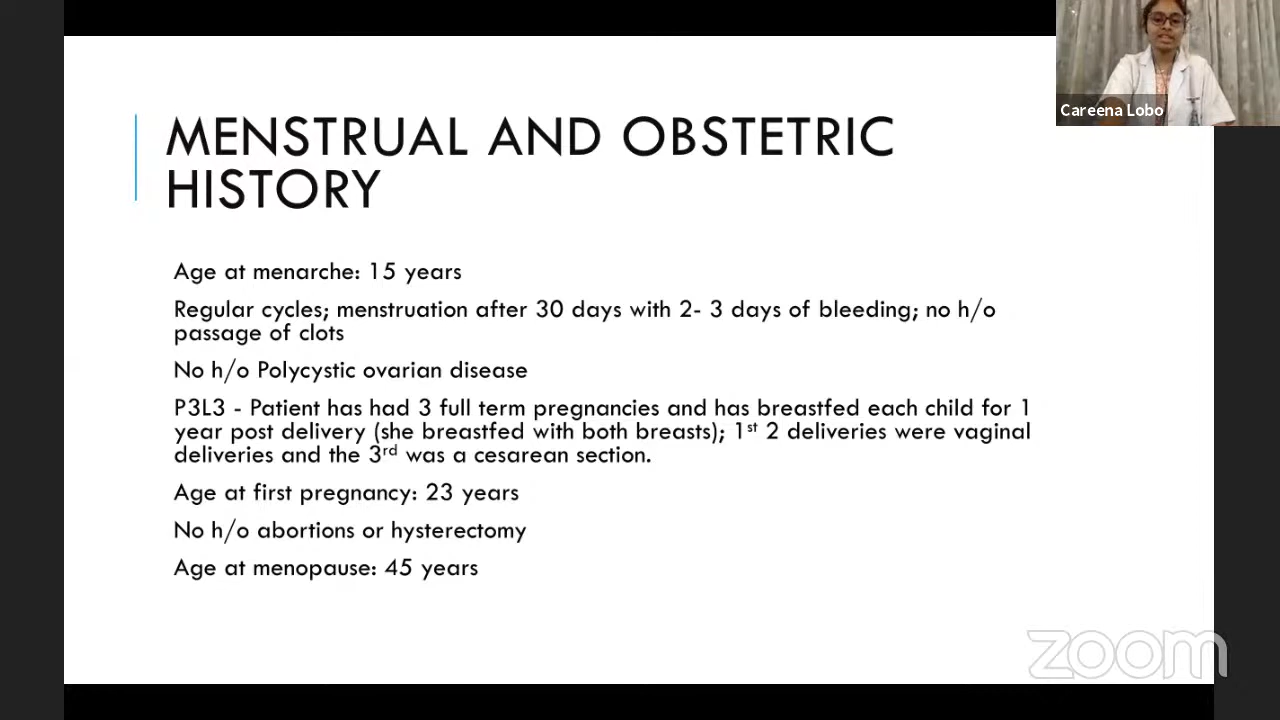 Careena Lobo
MENSTRUAL AND OBSTETRIC
HISTORY
Age at menarche: 15 years
Regular cycles; menstruation after 30 days with 2- 3 days of bleeding; no h/o
passage of clots
No h/o Polycystic ovarian disease
P3L3 - Patient has had 3 full term pregnancies and has breastfed each child for 1
year post delivery (she breastfed with both breasts); 1st 2 deliveries were vaginal
deliveries and the 3rd was a cesarean section.
Age at first pregnancy: 23 years
No h/o abortions or hysterectomy
Age at menopause: 45 years
zoom